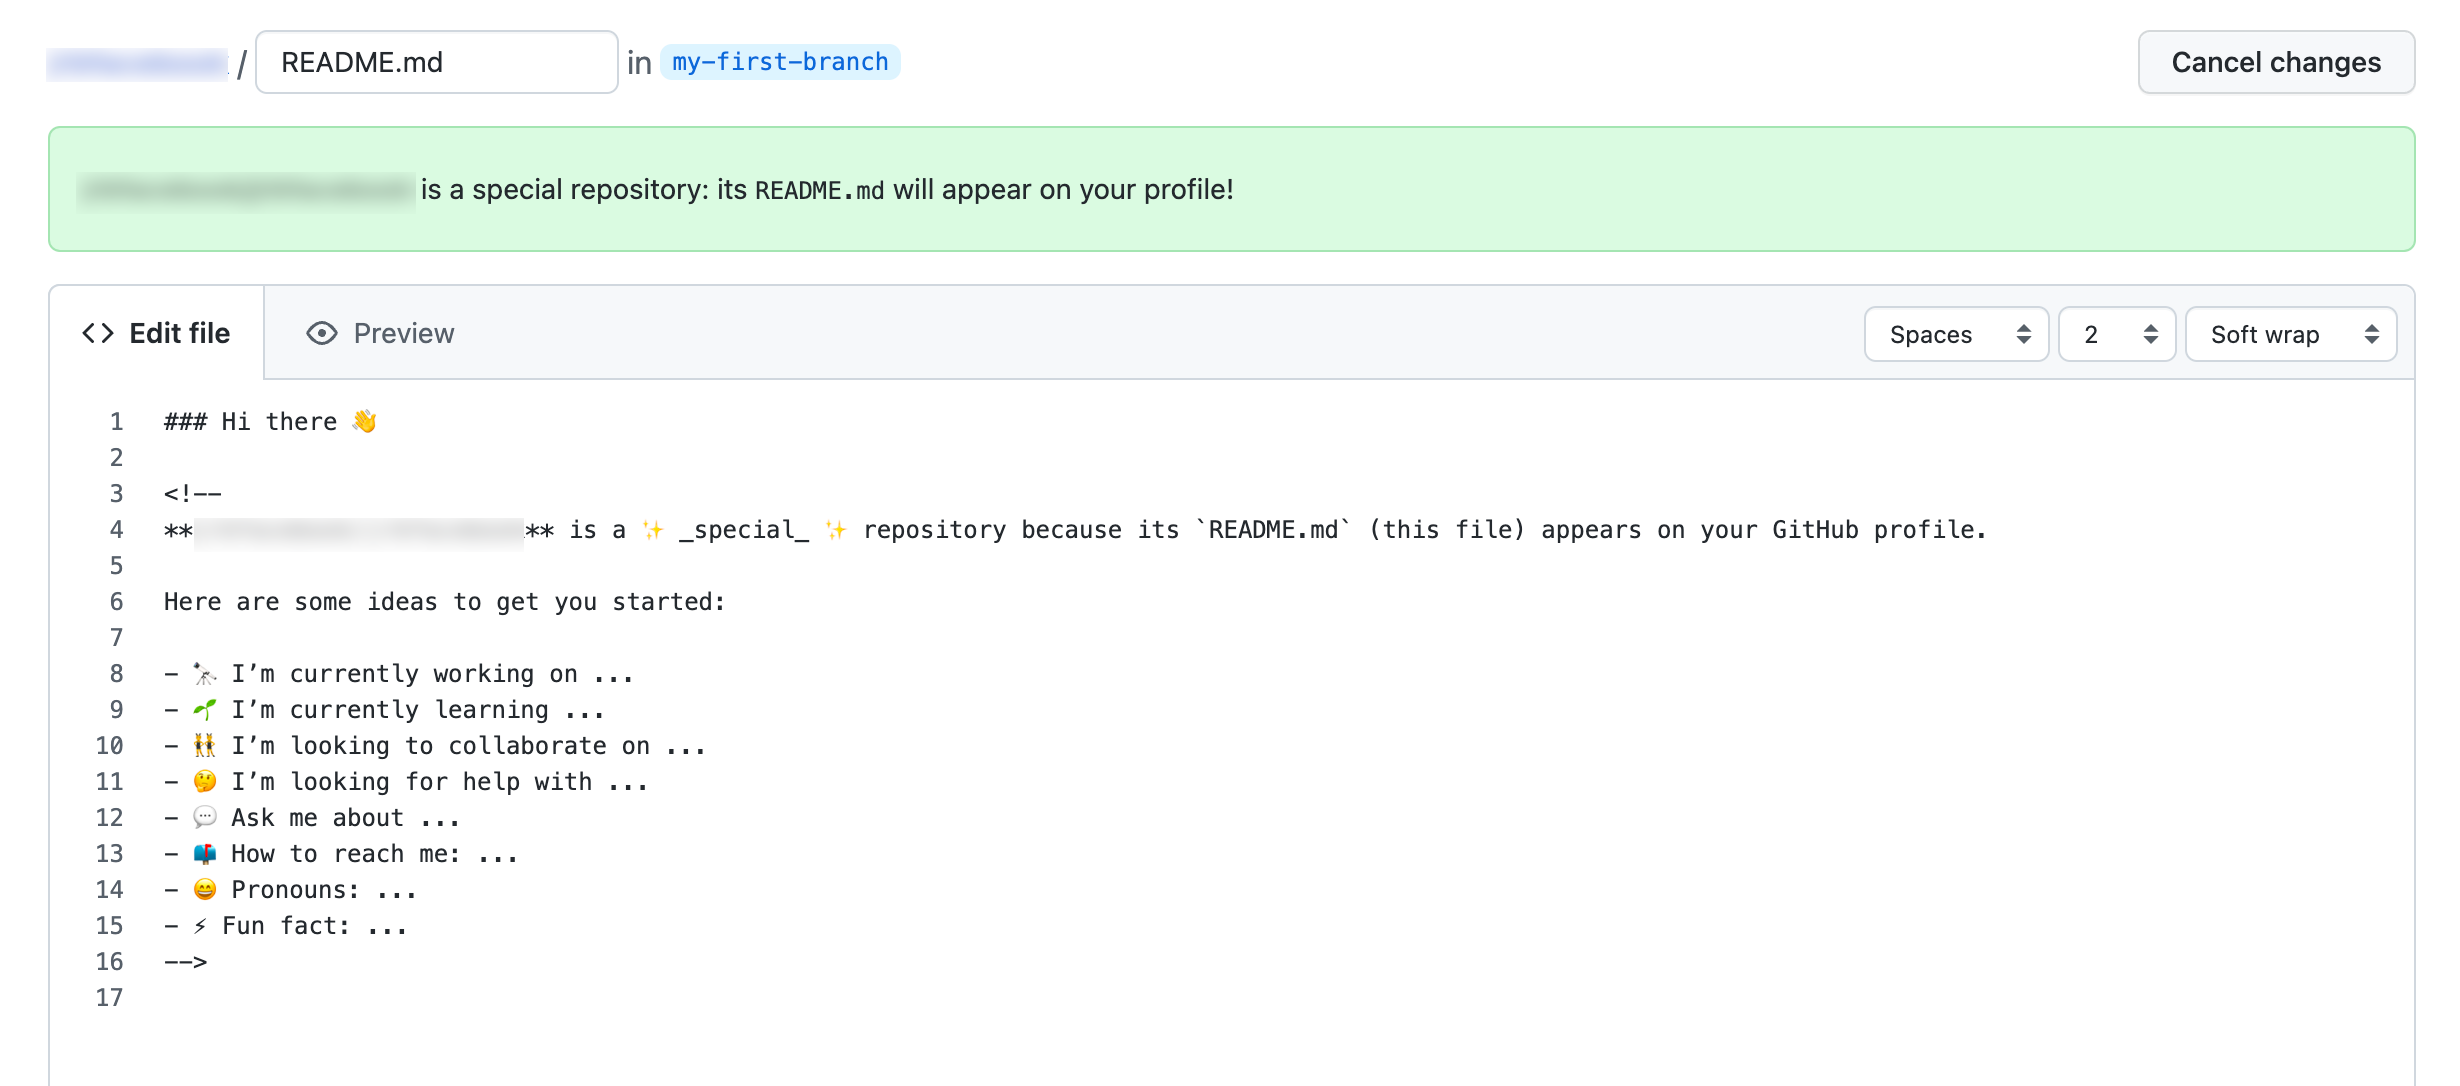 / README.md in my-first-branch Cancel changes
is a special repository: its README.md will appear on your profile!
<> Edit file Preview Spaces 2 Soft wrap
1 ### Hi there 👋
2
3 <!--
4 ** ** is a ✨ _special_ ✨ repository because its `README.md` (this file) appears on your GitHub profile.
5
6 Here are some ideas to get you started:
7
8 - 🔭 I’m currently working on ...
9 - 🌱 I’m currently learning ...
10 - 👯 I’m looking to collaborate on ...
11 - 🤔 I’m looking for help with ...
12 - 💬 Ask me about ...
13 - 📫 How to reach me: ...
14 - 😄 Pronouns: ...
15 - ⚡ Fun fact: ...
16 -->
17